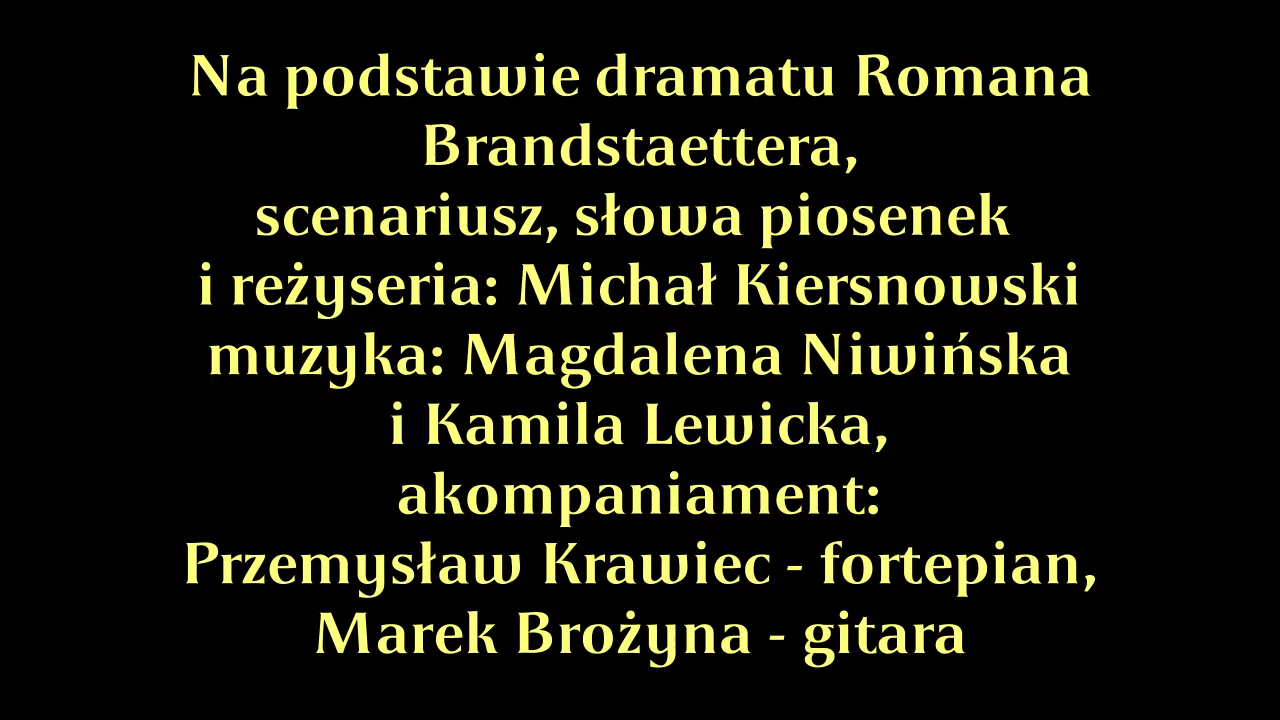 Na podstawie dramatu Romana
Brandstaettera,
scenariusz, słowa piosenek
i reżyseria: Michał Kiersnowski
muzyka: Magdalena Niwińska
i Kamila Lewicka,
akompaniament:
Przemysław Krawiec - fortepian,
Marek Brożyna - gitara